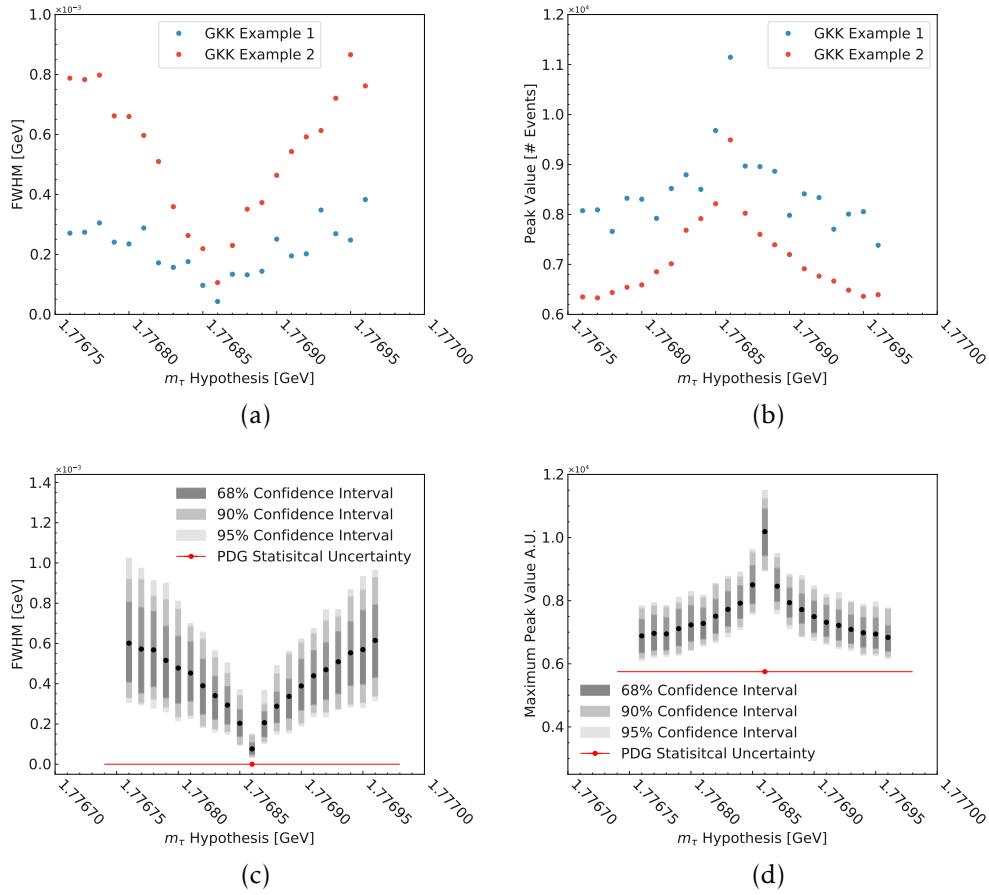 ×10⁻³
1.0
0.8
0.6
0.4
0.2
0.0
FWHM [GeV]
GKK Example 1
GKK Example 2
1.77675
1.77680
1.77685
1.77690
1.77695
1.77700
mτ Hypothesis [GeV]
(a)
×10⁴
1.2
1.1
1.0
0.9
0.8
0.7
0.6
Peak Value [# Events]
GKK Example 1
GKK Example 2
1.77675
1.77680
1.77685
1.77690
1.77695
1.77700
mτ Hypothesis [GeV]
(b)
×10⁻³
1.4
1.2
1.0
0.8
0.6
0.4
0.2
0.0
FWHM [GeV]
68% Confidence Interval
90% Confidence Interval
95% Confidence Interval
PDG Statisitcal Uncertainty
1.77670
1.77675
1.77680
1.77685
1.77690
1.77695
1.77700
mτ Hypothesis [GeV]
(c)
×10⁴
1.2
1.0
0.8
0.6
0.4
Maximum Peak Value A.U.
68% Confidence Interval
90% Confidence Interval
95% Confidence Interval
PDG Statisitcal Uncertainty
1.77670
1.77675
1.77680
1.77685
1.77690
1.77695
1.77700
mτ Hypothesis [GeV]
(d)